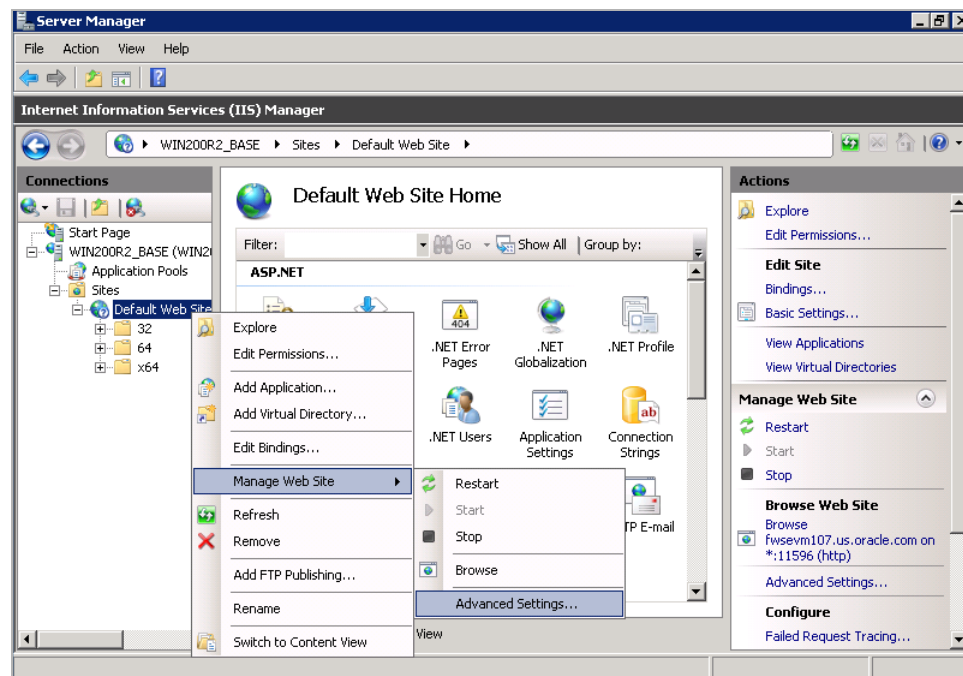 Server Manager
File Action View Help
Internet Information Services (IIS) Manager
WIN200R2_BASE Sites Default Web Site
Connections
Start Page
WIN200R2_BASE (WIN2
Application Pools
Sites
Default Web Site
32
64
x64
Default Web Site Home
Filter: Go Show All Group by:
ASP.NET
404
.NET Error
Pages
.NET
Globalization
.NET Profile
.NET Users
Application
Settings
ab
Connection
Strings
TP E-mail
View
Explore
Edit Permissions...
Add Application...
Add Virtual Directory...
Edit Bindings...
Manage Web Site
Refresh
Remove
Add FTP Publishing...
Rename
Switch to Content View
Restart
Start
Stop
Browse
Advanced Settings...
Actions
Explore
Edit Permissions...
Edit Site
Bindings...
Basic Settings...
View Applications
View Virtual Directories
Manage Web Site
Restart
Start
Stop
Browse Web Site
Browse
fwsevm107.us.oracle.com on
*:11596 (http)
Advanced Settings...
Configure
Failed Request Tracing...